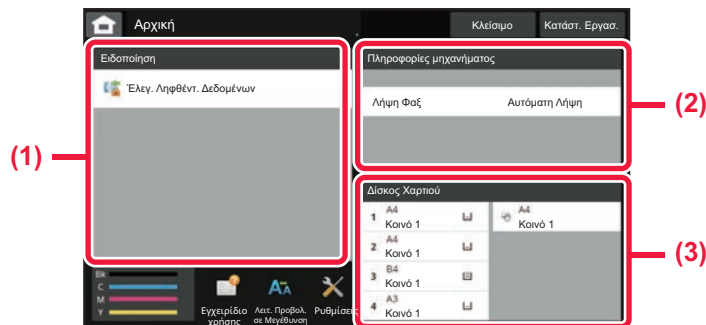 Αρχική
Κλείσιμο
Κατάστ. Εργασ.
Ειδοποίηση
Έλεγ. Ληφθέντ. Δεδομένων
(1)
Πληροφορίες μηχανήματος
Λήψη Φαξ Αυτόματη Λήψη
(2)
Δίσκος Χαρτιού
1 A4
Κοινό 1
2 A4
Κοινό 1
3 B4
Κοινό 1
4 A3
Κοινό 1
A4
Κοινό 1
(3)
Bk
C
M
Y
Εγχειρίδιο
χρήσης
Λειτ. Προβολ.
σε Μεγέθυνση
Ρυθμίσεις